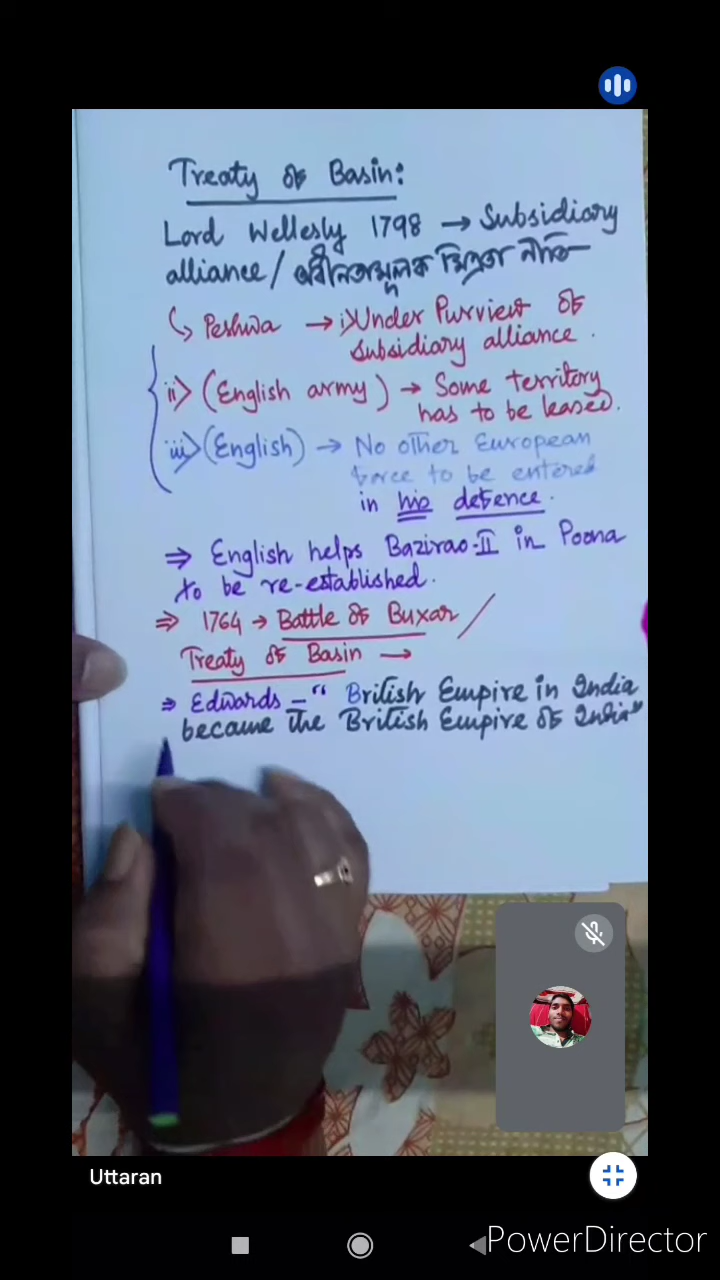 Treaty of Basin:
Lord Wellesly 1798 → Subsidiary
alliance/ অধীনতামূলক মিত্রতা নীতি
↳ Peshwa → i> Under Purview of
Subsidiary alliance.
ii> (English army) → Some territory
has to be leased.
iii> (English) → No other European
force to be entered
in his defence.
⇒ English helps Bazirao-II in Poona
to be re-established.
⇒ 1764 → Battle of Buxar/
Treaty of Basin →
⇒ Edwards – "British Empire in India
became the British Empire of India"
Uttaran
PowerDirector